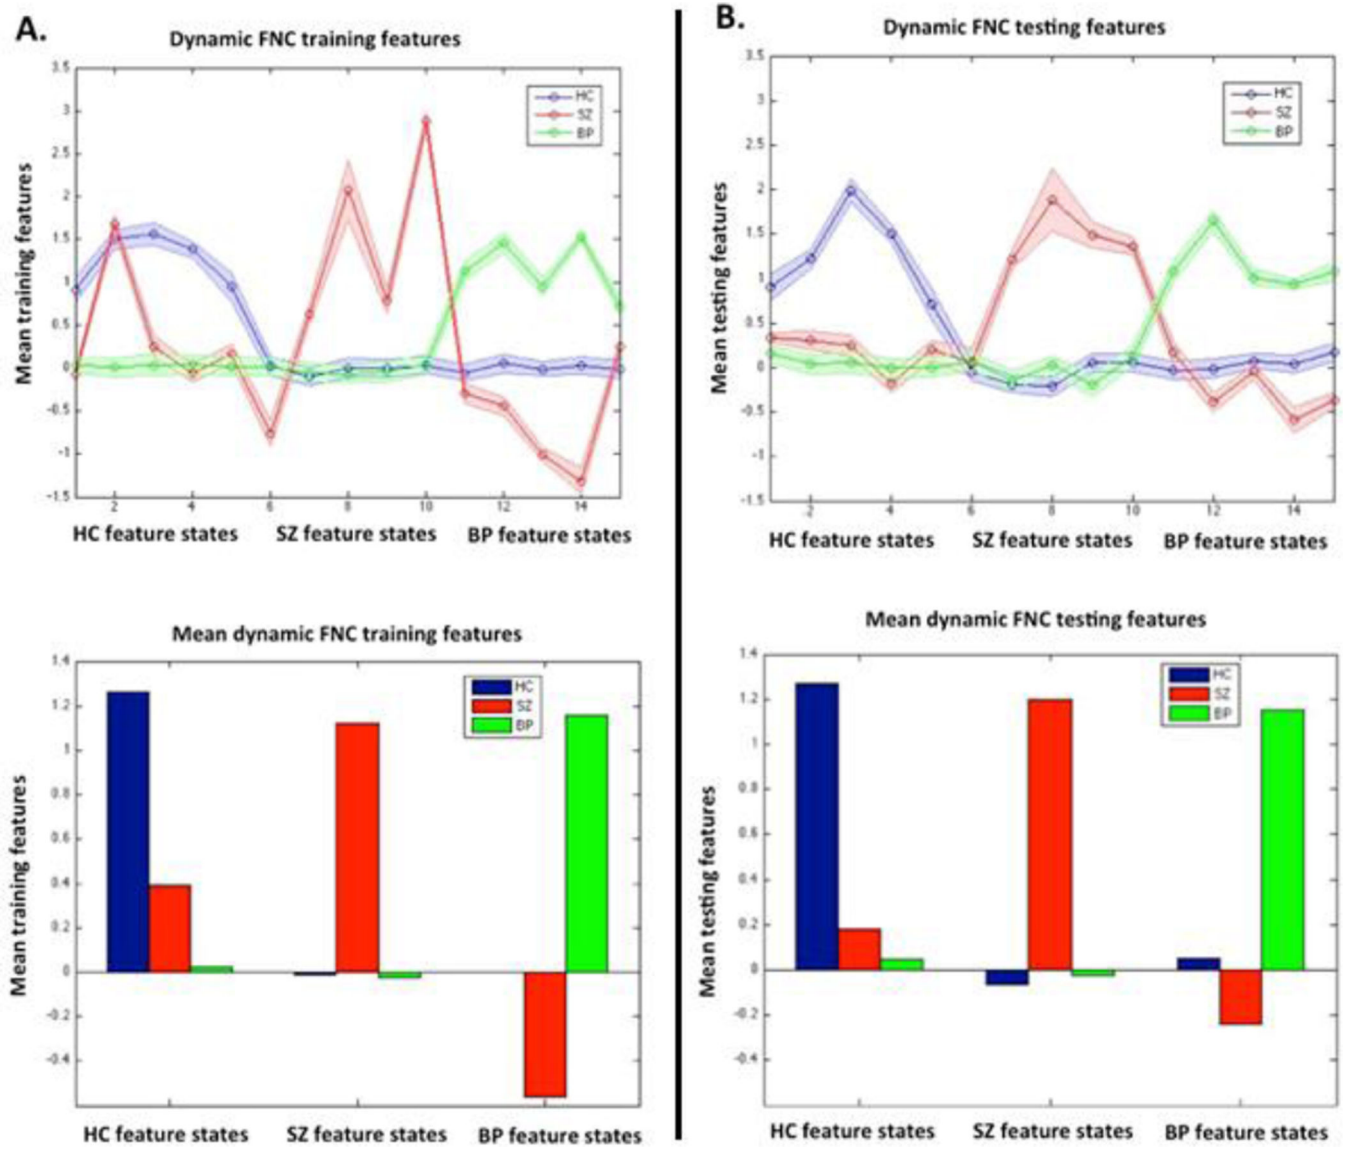 A.
Dynamic FNC training features
3.5
3
2.5
2
1.5
1
0.5
0
-0.5
-1
-1.5
Mean training features
HC
SZ
BP
2
4
6
8
10
12
14
HC feature states
SZ feature states
BP feature states
Mean dynamic FNC training features
1.4
1.2
1
0.8
0.6
0.4
0.2
0
-0.2
-0.4
Mean training features
HC
SZ
BP
HC feature states
SZ feature states
BP feature states
B.
Dynamic FNC testing features
3.5
3
2.5
2
1.5
1
0.5
0
-0.5
-1
-1.5
Mean testing features
HC
SZ
BP
2
4
6
8
10
12
14
HC feature states
SZ feature states
BP feature states
Mean dynamic FNC testing features
1.4
1.2
1
0.8
0.6
0.4
0.2
0
-0.2
-0.4
Mean testing features
HC
SZ
BP
HC feature states
SZ feature states
BP feature states